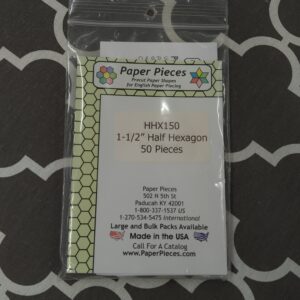 Paper Pieces
Precut Paper Shapes
for English Paper Piecing
HHX150
1-1/2" Half Hexagon
50 Pieces
Paper Pieces
502 N 5th St
Paducah KY 42001
1-800-337-1537 US
1-270-534-5475 International
Large and Bulk Packs Available
Made in the USA
Call For A Catalog
www.PaperPieces.com